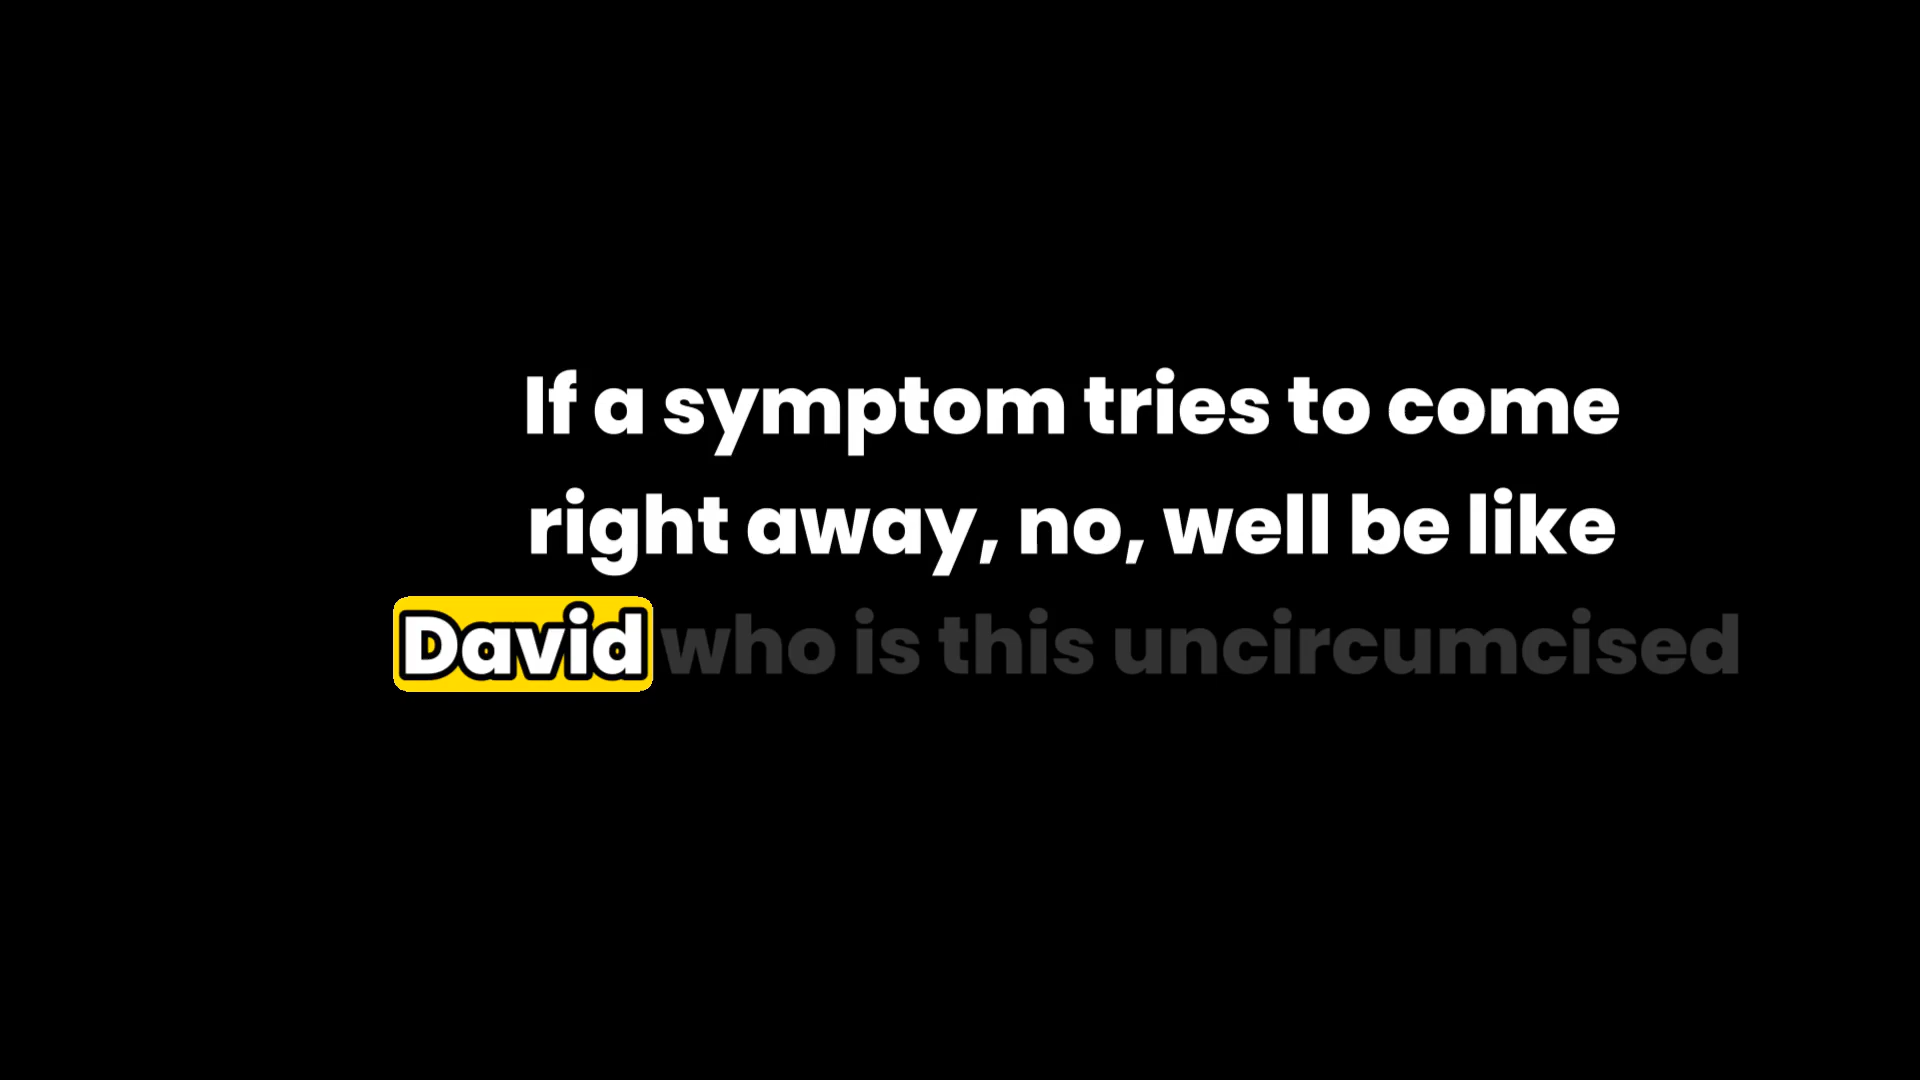 If a symptom tries to come
right away, no, well be like
David who is this uncircumcised